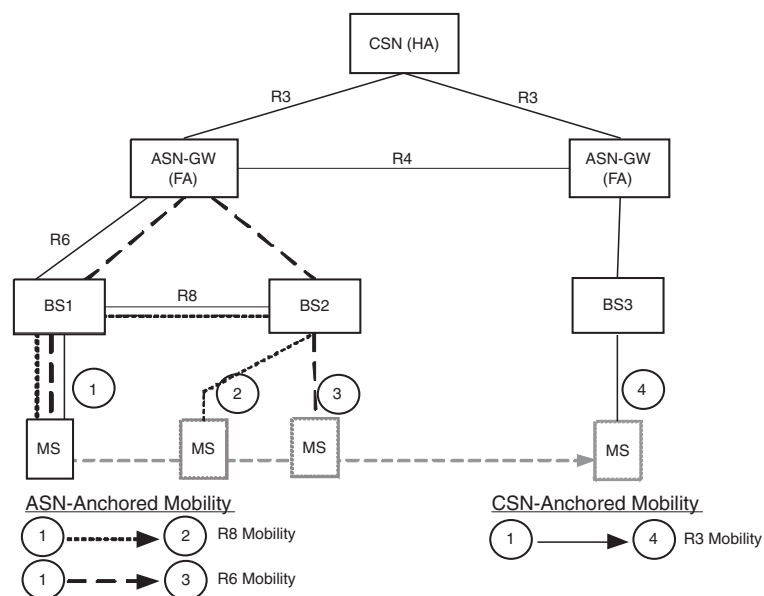 CSN (HA)
R3
R3
ASN-GW
(FA)
R4
ASN-GW
(FA)
R6
BS1
R8
BS2
BS3
1
2
3
4
MS
MS
MS
MS
ASN-Anchored Mobility
1
2
R8 Mobility
1
3
R6 Mobility
CSN-Anchored Mobility
1
4
R3 Mobility